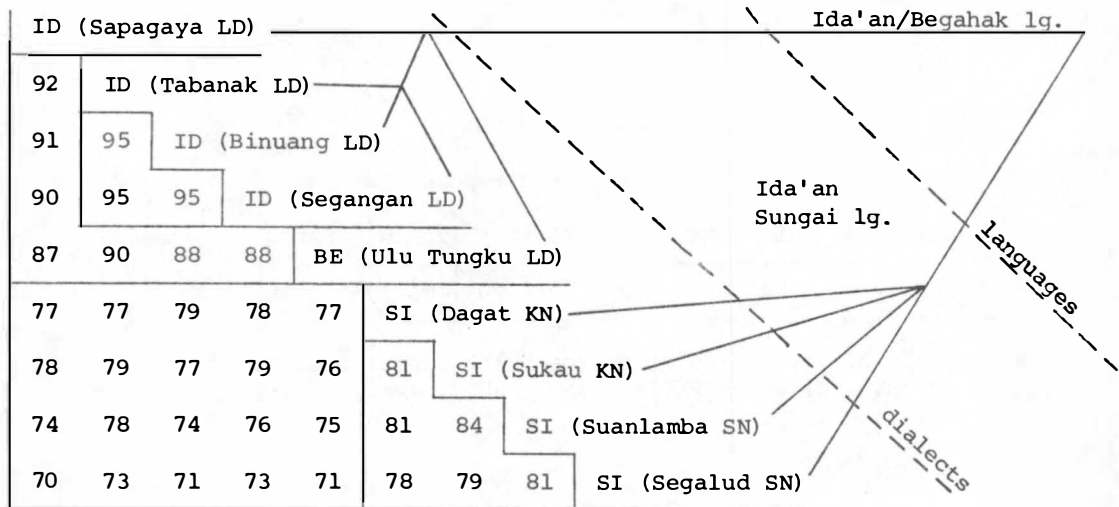 Ida'an/Begahak lg.
ID (Sapagaya LD)
92 ID (Tabanak LD)
91 95 ID (Binuang LD)
90 95 95 ID (Segangan LD)
Ida'an
Sungai lg.
87 90 88 88 BE (Ulu Tungku LD)
languages
77 77 79 78 77 SI (Dagat KN)
78 79 77 79 76 81 SI (Sukau KN)
74 78 74 76 75 81 84 SI (Suanlamba SN)
dialects
70 73 71 73 71 78 79 81 SI (Segalud SN)